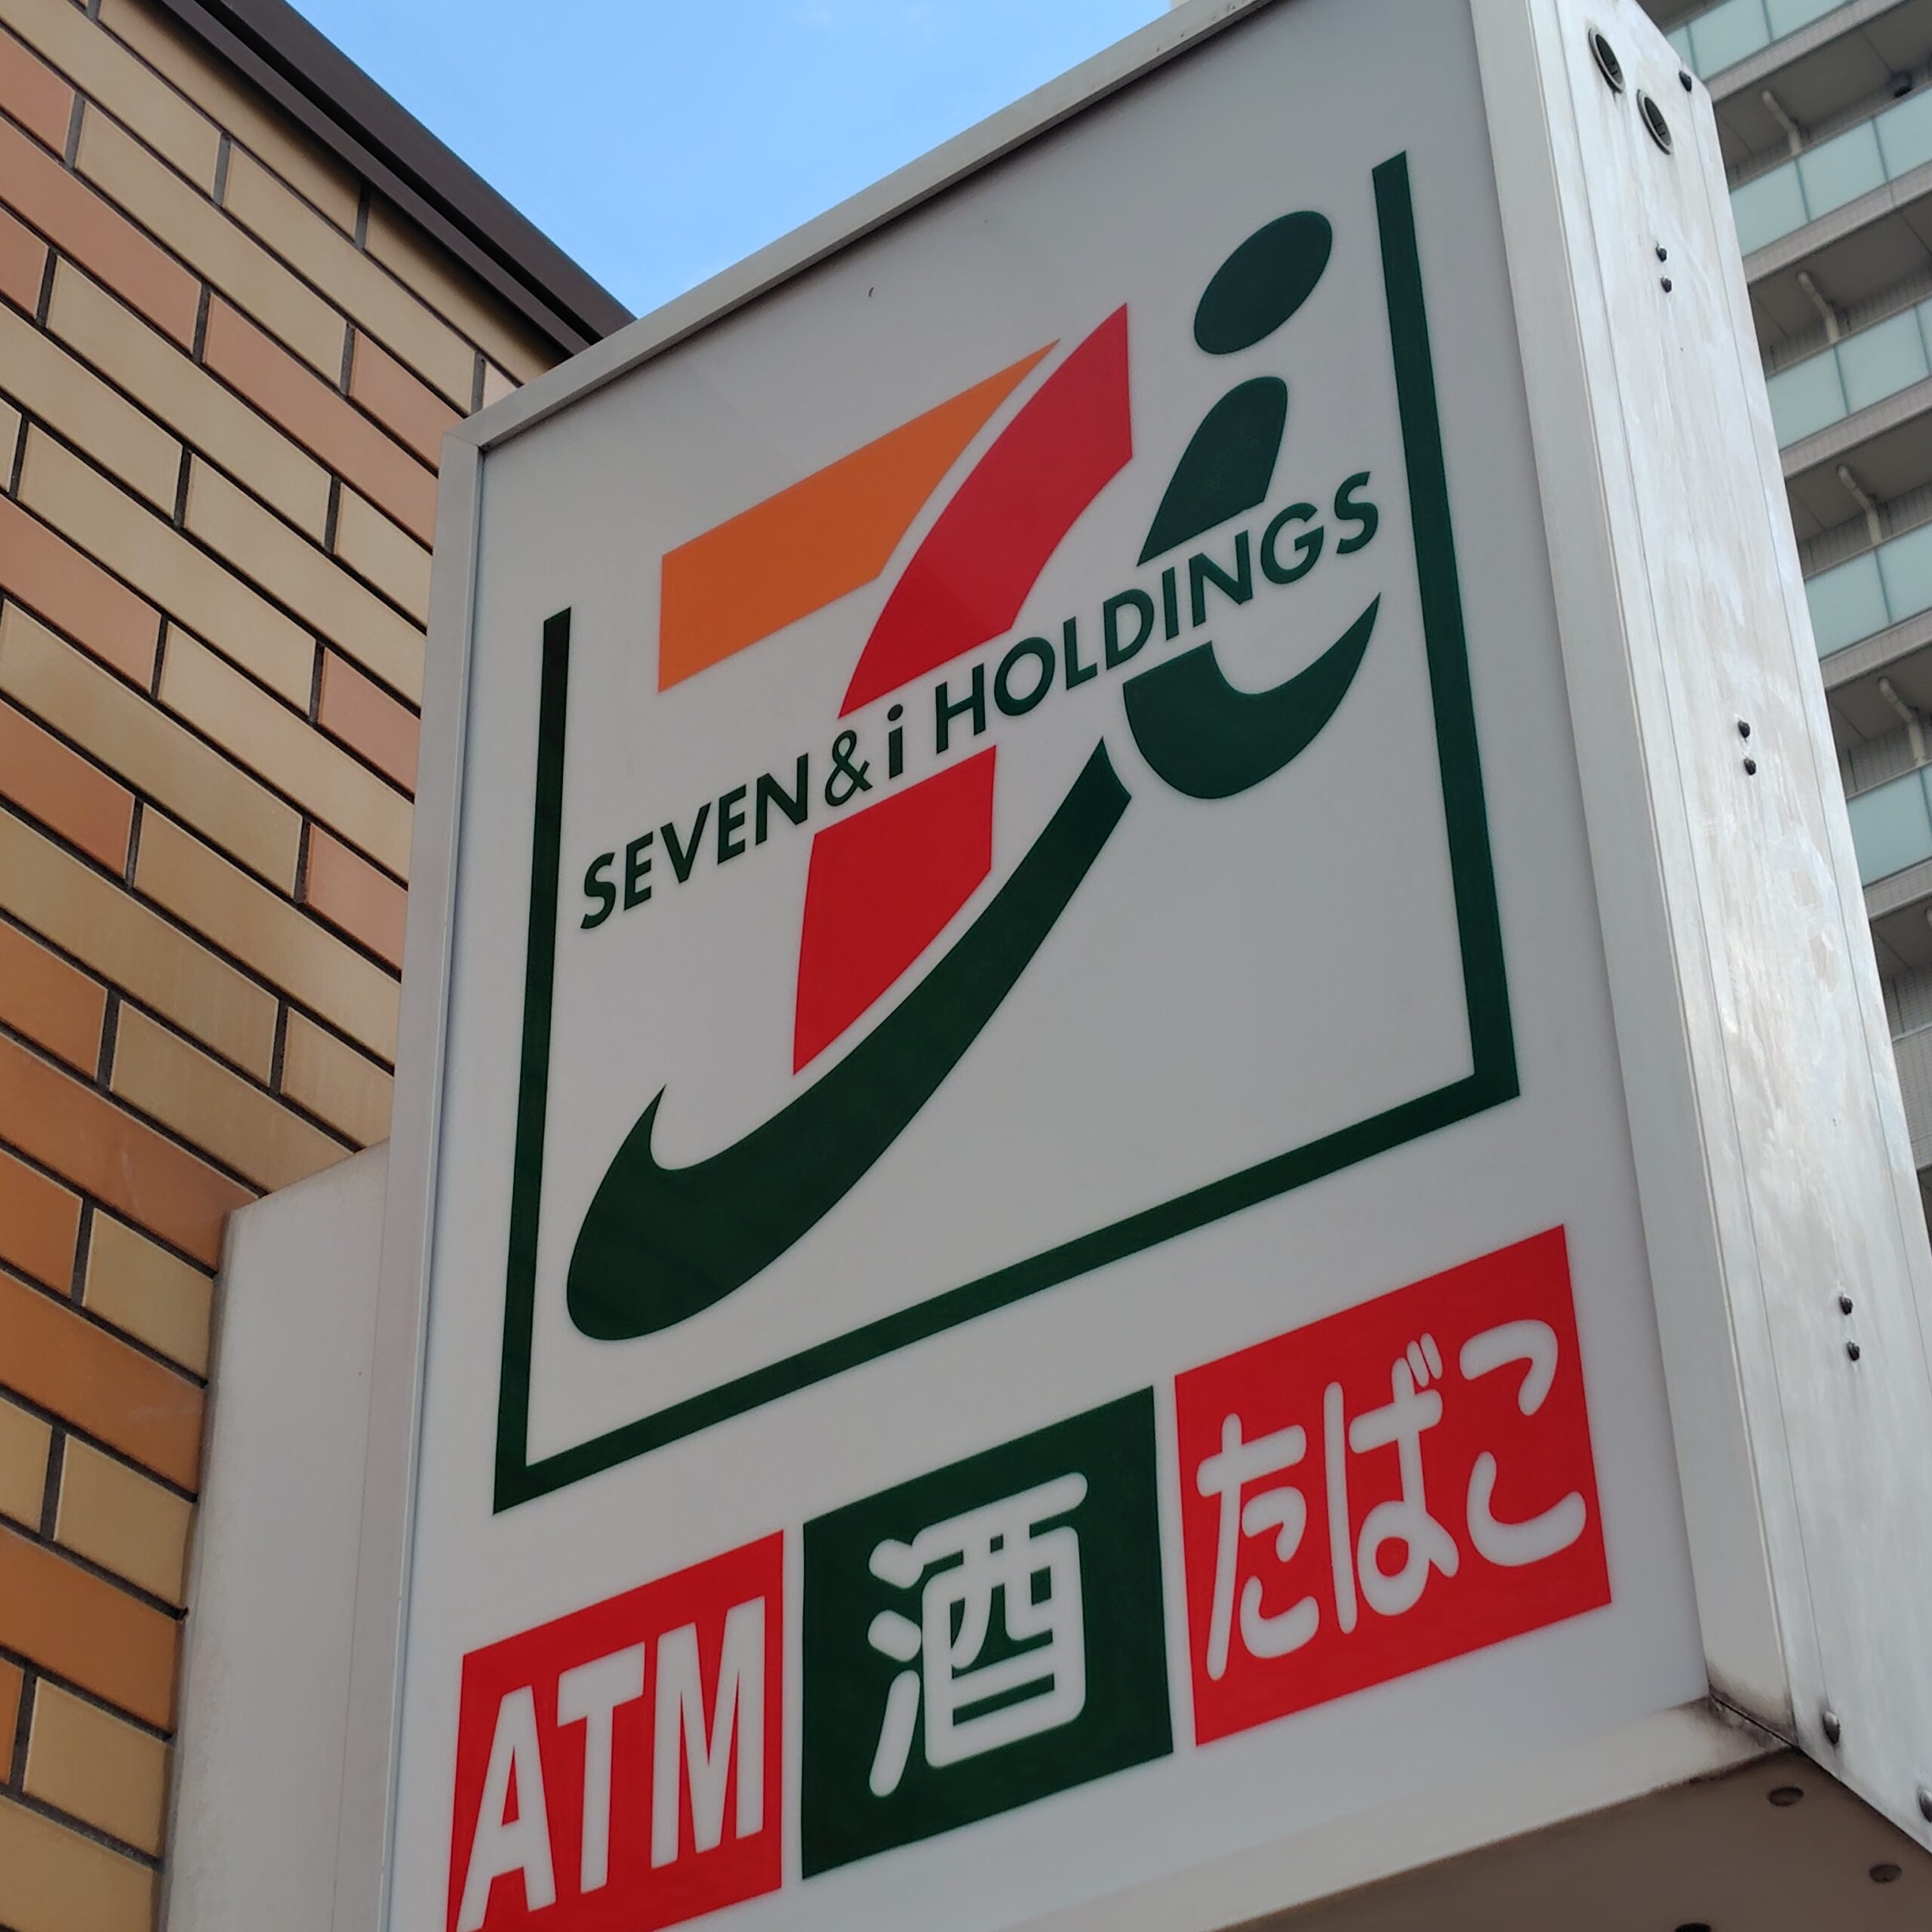 SEVEN & i HOLDINGS
ATM 酒 たばこ